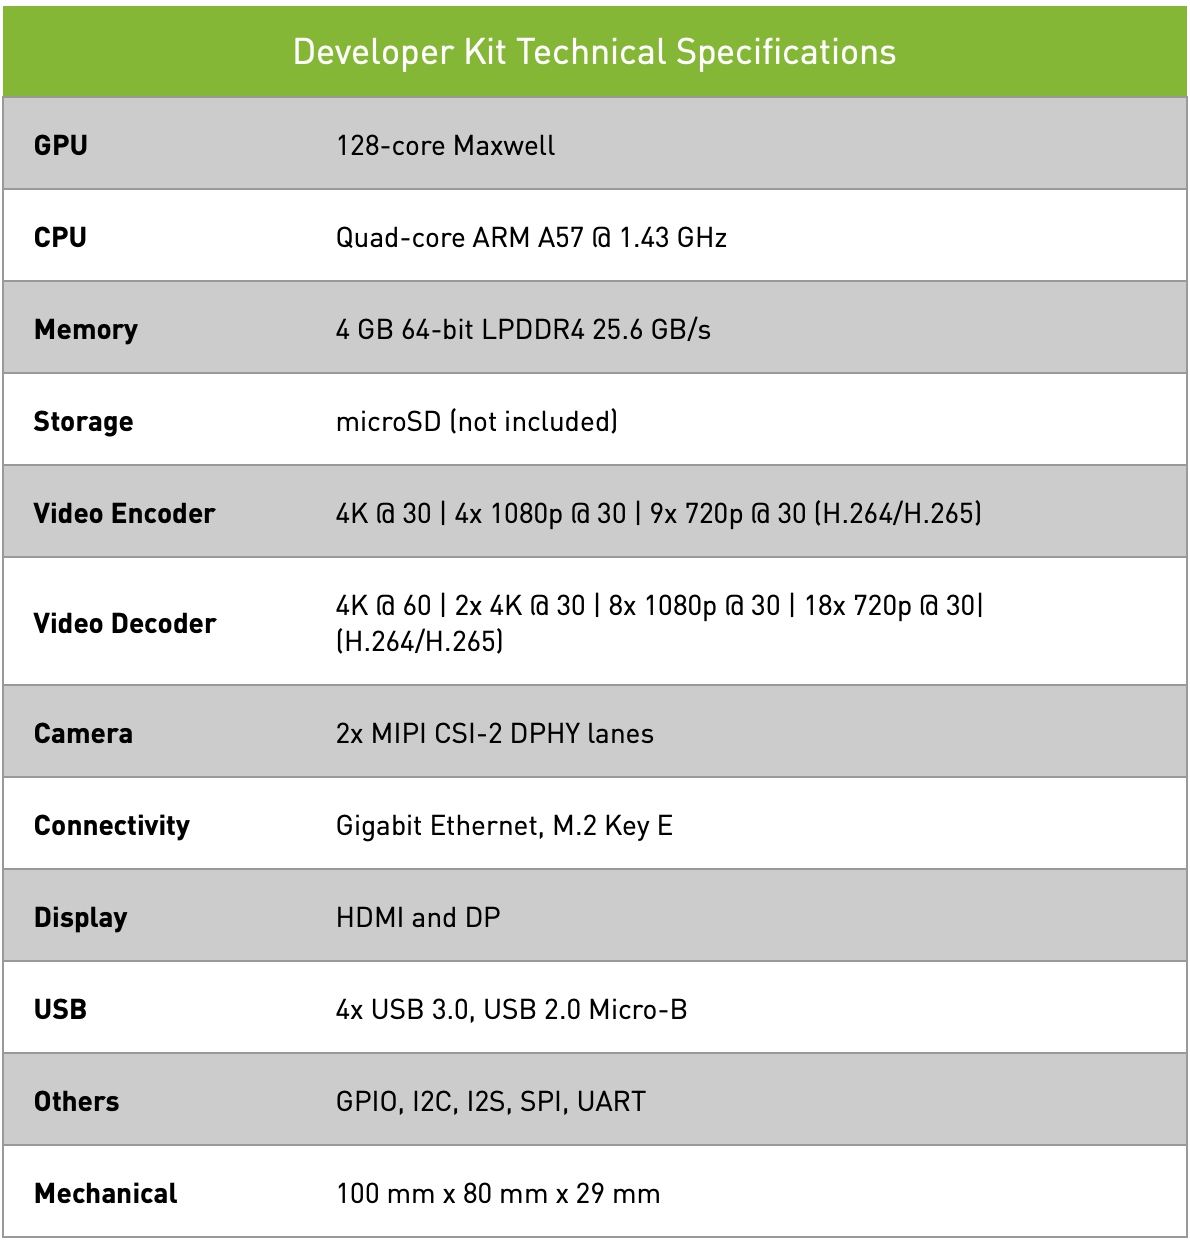 Developer Kit Technical Specifications
GPU 128-core Maxwell
CPU Quad-core ARM A57 @ 1.43 GHz
Memory 4 GB 64-bit LPDDR4 25.6 GB/s
Storage microSD (not included)
Video Encoder 4K @ 30 | 4x 1080p @ 30 | 9x 720p @ 30 (H.264/H.265)
Video Decoder 4K @ 60 | 2x 4K @ 30 | 8x 1080p @ 30 | 18x 720p @ 30|
(H.264/H.265)
Camera 2x MIPI CSI-2 DPHY lanes
Connectivity Gigabit Ethernet, M.2 Key E
Display HDMI and DP
USB 4x USB 3.0, USB 2.0 Micro-B
Others GPIO, I2C, I2S, SPI, UART
Mechanical 100 mm x 80 mm x 29 mm